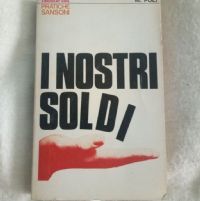 PRATICHE
SANSONI
I NOSTRI
SOLDI